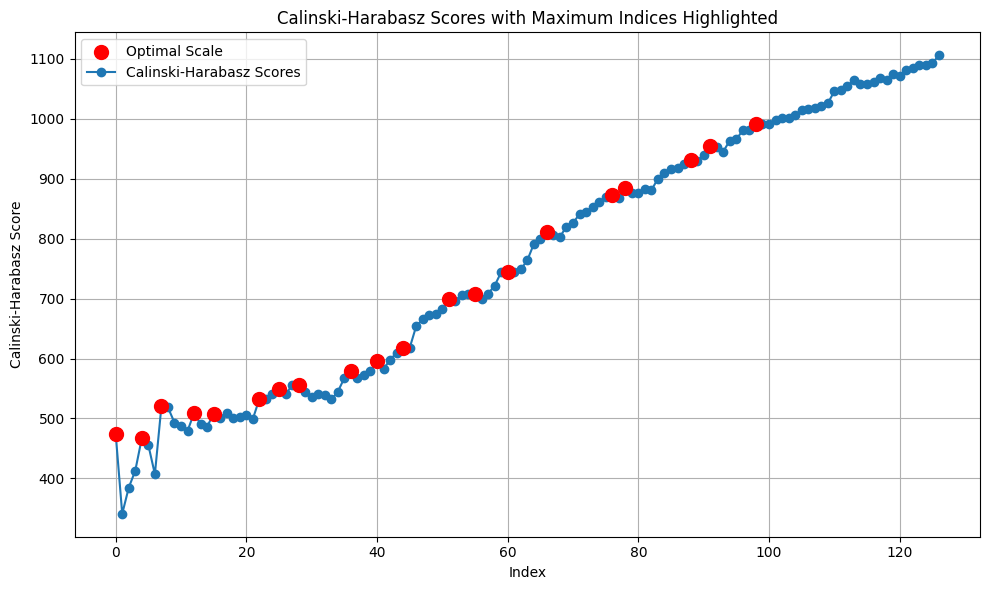 Calinski-Harabasz Scores with Maximum Indices Highlighted
Optimal Scale
Calinski-Harabasz Scores
Calinski-Harabasz Score
1100
1000
900
800
700
600
500
400
0 20 40 60 80 100 120
Index